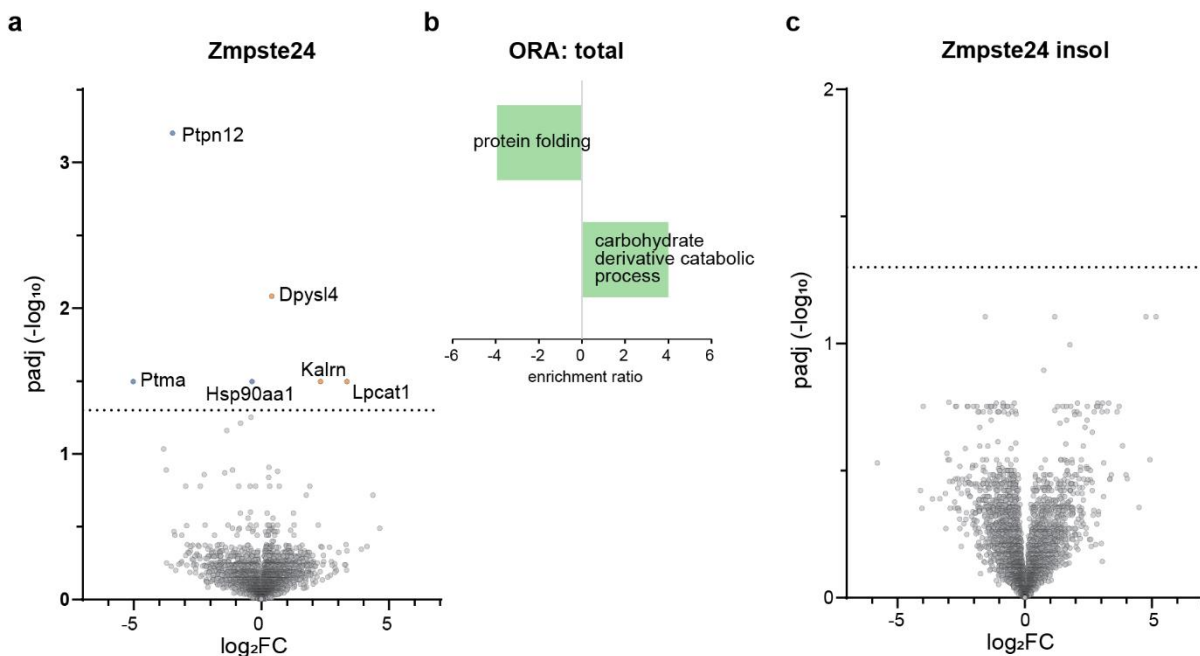 a
Zmpste24
padj (-log₁₀)
3
2
1
0
Ptpn12
Dpysl4
Ptma
Hsp90aa1
Kalrn
Lpcat1
-5
0
5
log₂FC
b
ORA: total
protein folding
carbohydrate
derivative catabolic
process
-6
-4
-2
0
2
4
6
enrichment ratio
c
Zmpste24 insol
padj (-log₁₀)
2
1
0
-5
0
5
log₂FC